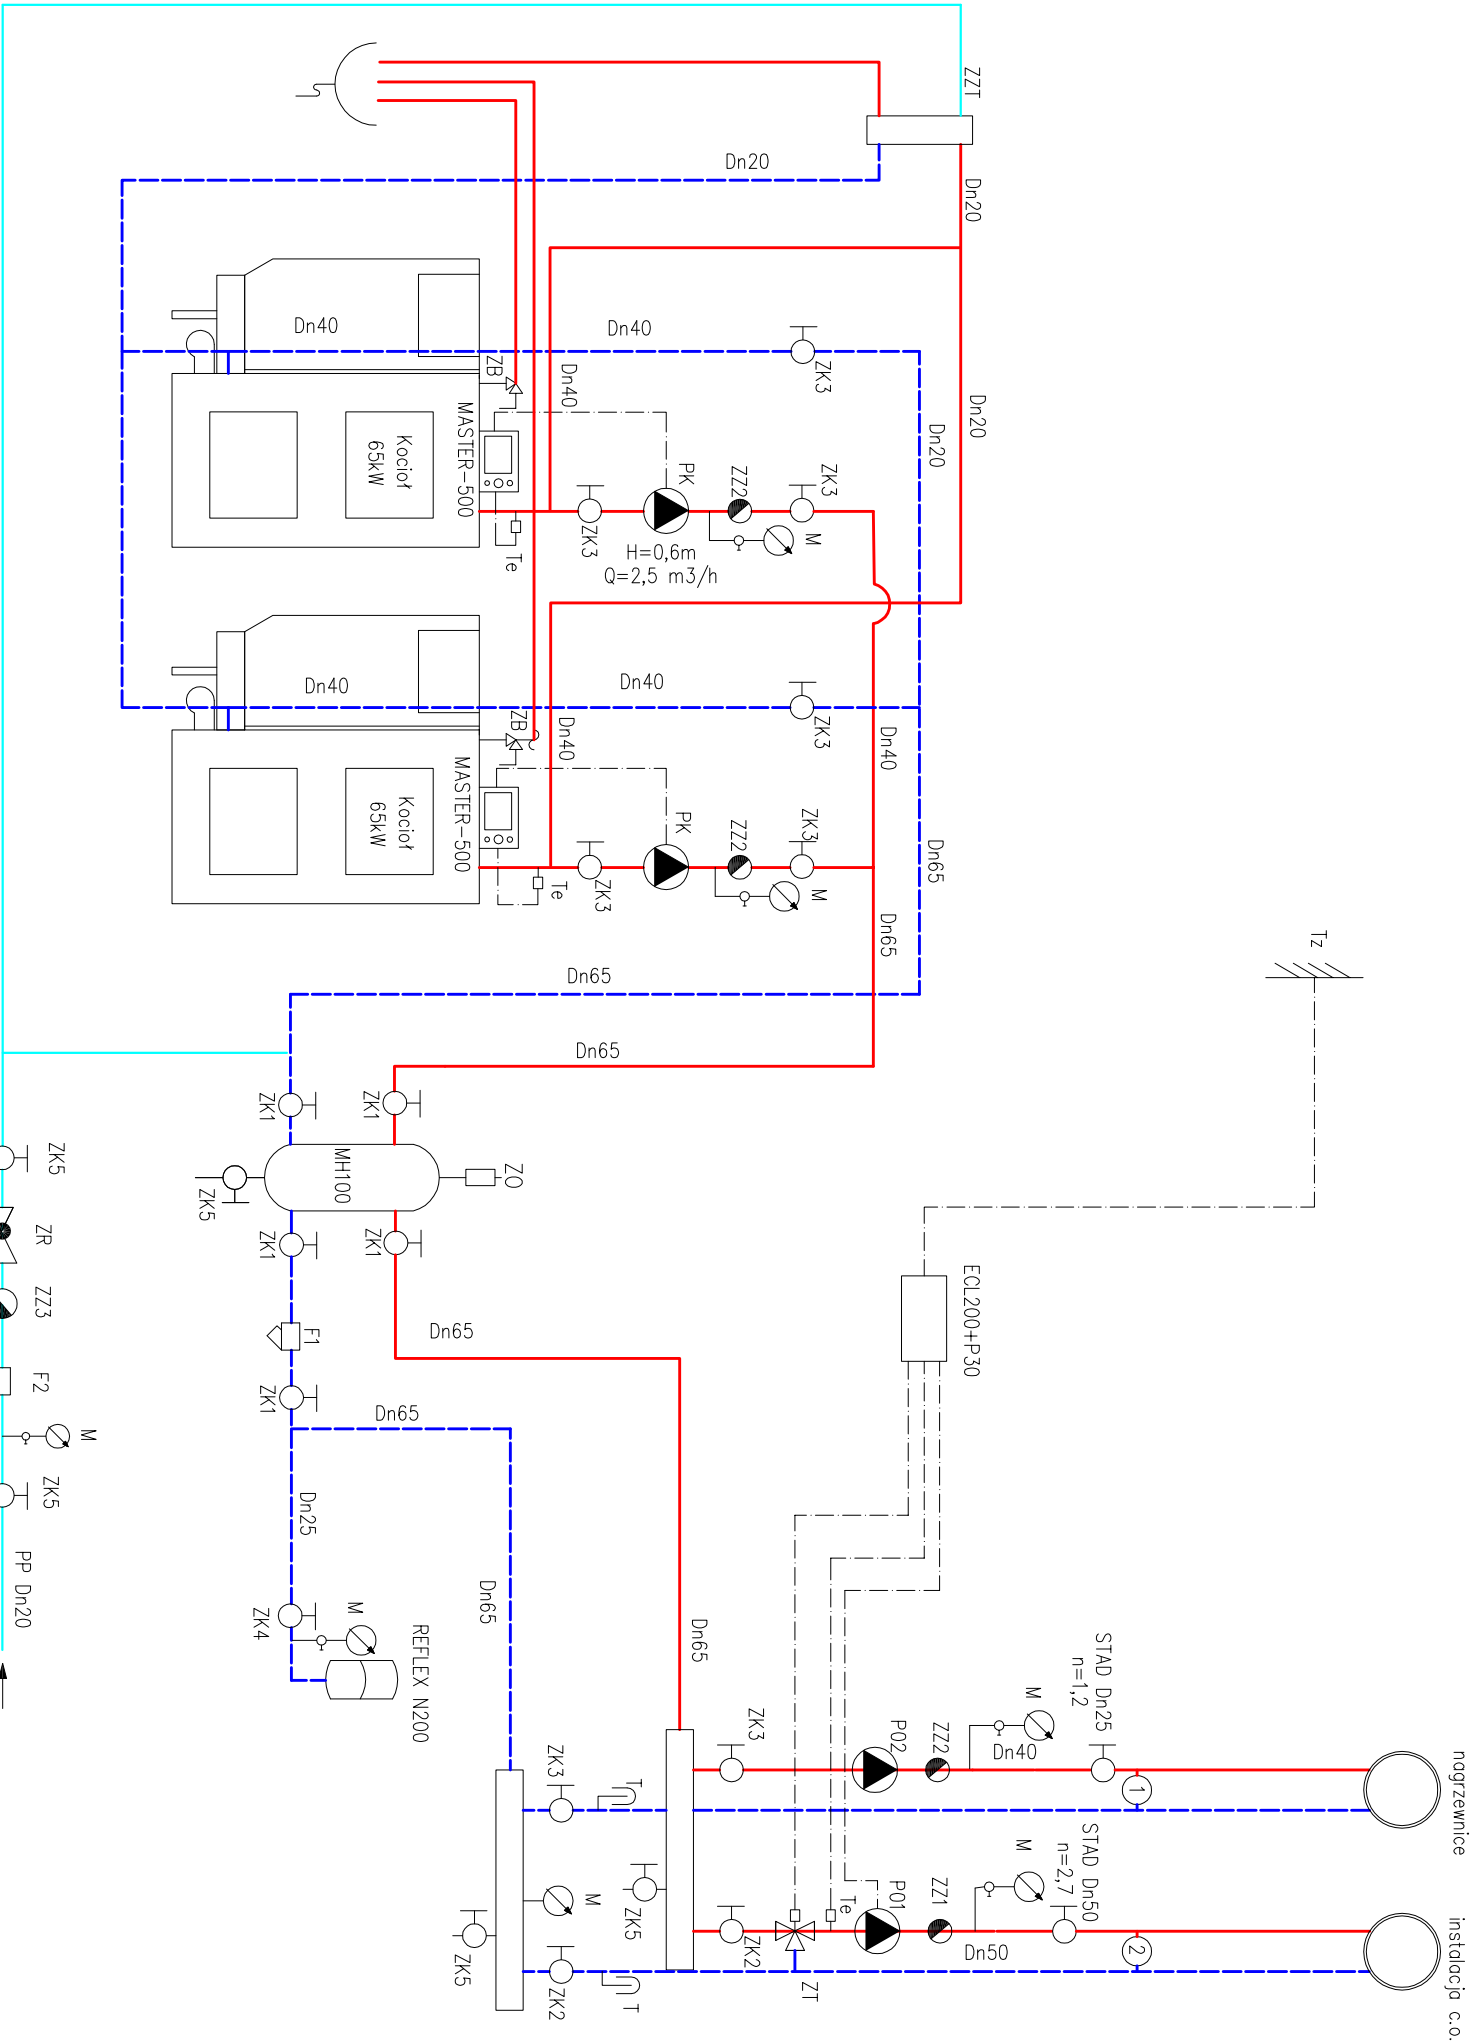 ZZT
Dn20
Dn20
Dn40
Dn40
ZK3
ZB
Dn40
Dn20
Dn20
MASTER-500
Kocioł
65kW
PK
ZZ2
ZK3
ZK3
M
Te
H=0,6m
Q=2,5 m3/h
Dn40
Dn40
ZK3
ZB
Dn40
Dn40
MASTER-500
Kocioł
65kW
PK
ZZ2
ZK3
ZK3
M
Te
Dn65
Dn65
Tz
Dn65
Dn65
ZK1
ZK1
MH100
ZO
ZK5
ZK1
ZK1
ZK5
ZR
ZZ3
F2
M
ZK5
PP Dn20
F1
ZK1
Dn65
Dn65
Dn25
ZK4
M
REFLEX N200
Dn65
Dn65
ECL200+P30
STAD Dn25
n=1,2
M
Dn40
ZZ2
P02
ZK3
ZK3
T
1
nagrzewnice
STAD Dn50
n=2,7
M
Dn50
ZZ1
P01
Te
ZK2
ZT
ZK5
M
ZK5
ZK2
T
2
instalacja c.o.